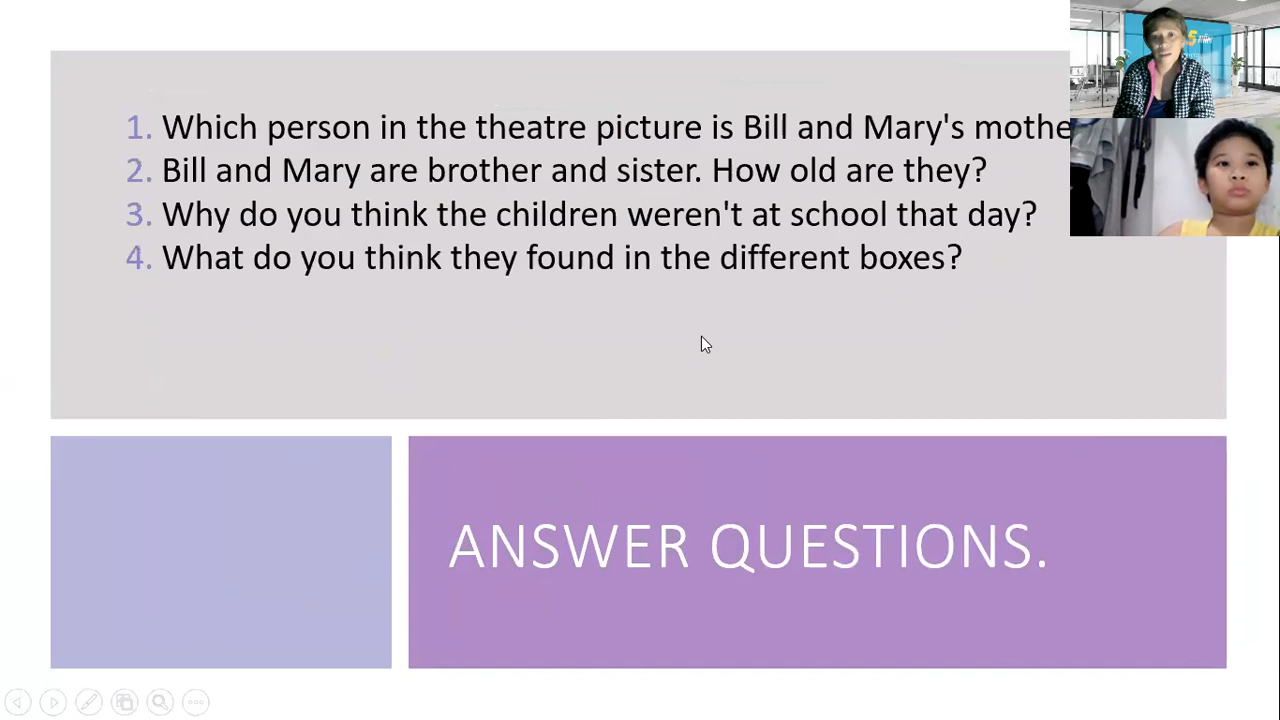 1. Which person in the theatre picture is Bill and Mary's
2. Bill and Mary are brother and sister. How old are they?
3. Why do you think the children weren't at school that day?
4. What do you think they found in the different boxes?
ANSWER QUESTIONS.
5